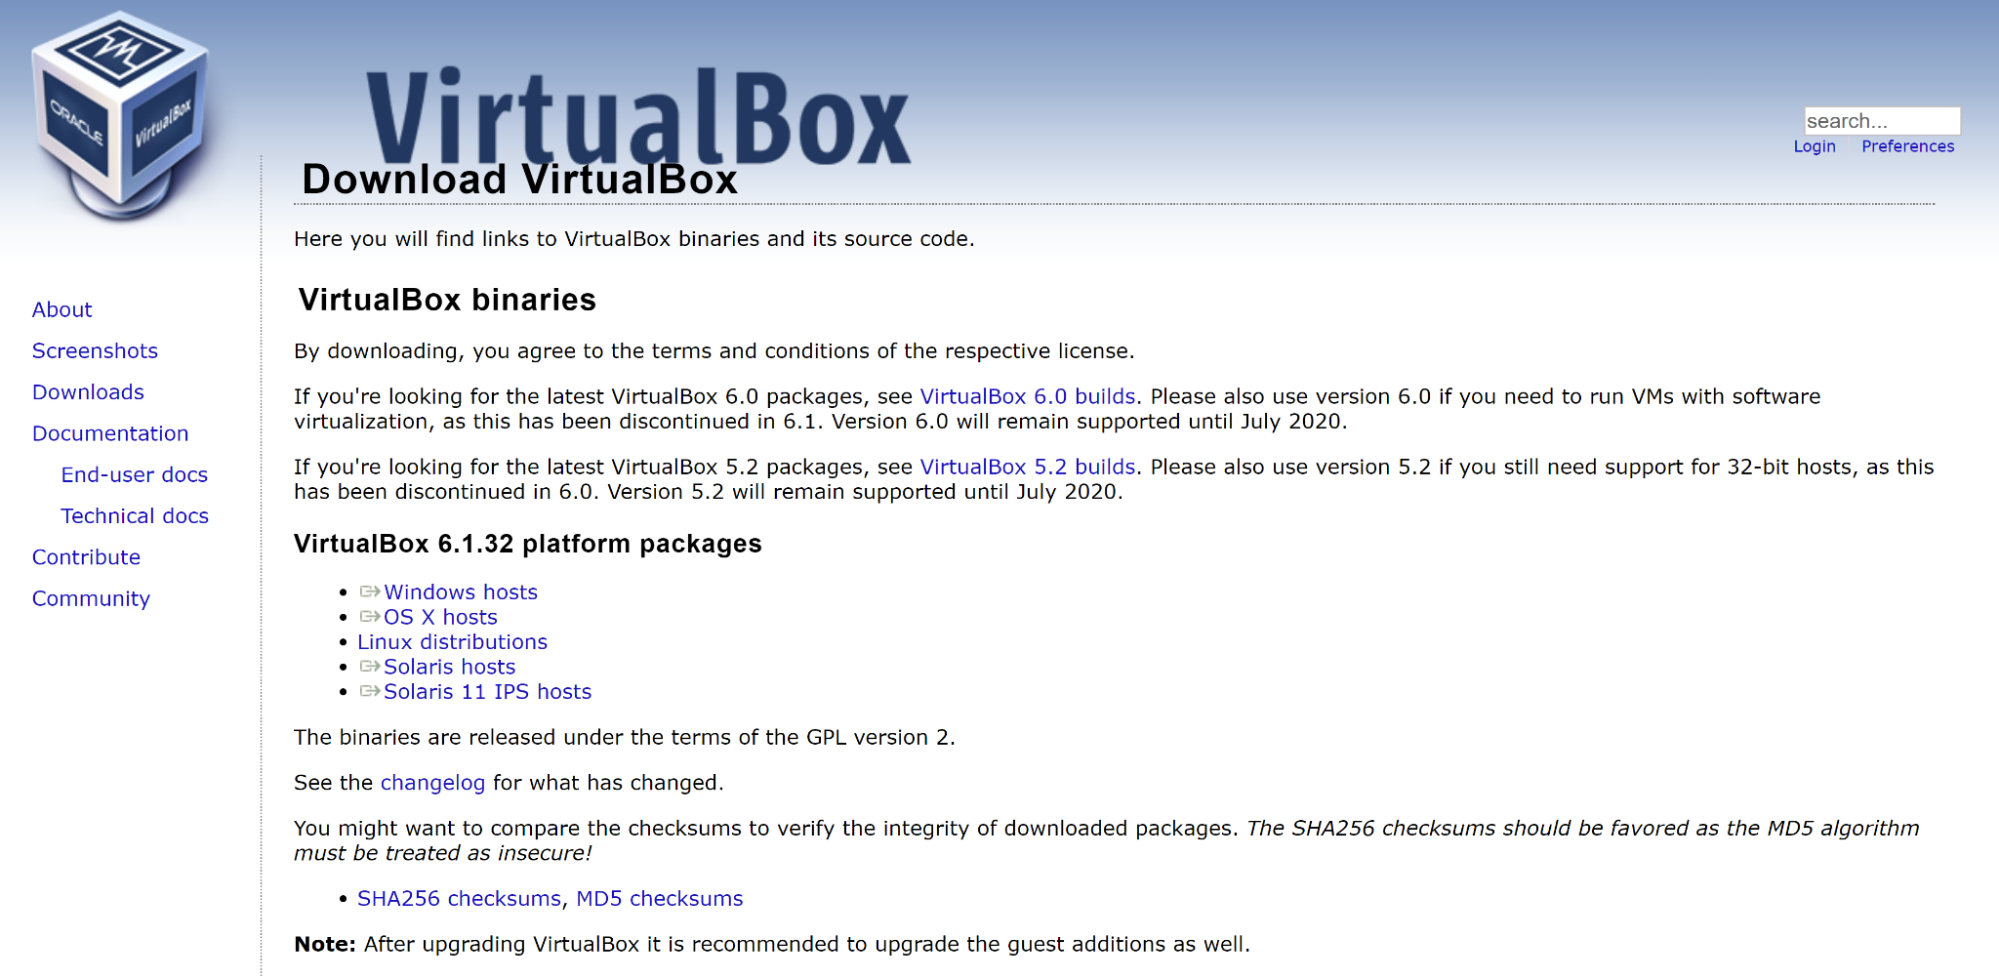 ORACLE
VirtualBox
VirtualBox
search...
Login Preferences
Download VirtualBox
Here you will find links to VirtualBox binaries and its source code.
About
Screenshots
Downloads
Documentation
End-user docs
Technical docs
Contribute
Community
VirtualBox binaries
By downloading, you agree to the terms and conditions of the respective license.
If you're looking for the latest VirtualBox 6.0 packages, see VirtualBox 6.0 builds. Please also use version 6.0 if you need to run VMs with software
virtualization, as this has been discontinued in 6.1. Version 6.0 will remain supported until July 2020.
If you're looking for the latest VirtualBox 5.2 packages, see VirtualBox 5.2 builds. Please also use version 5.2 if you still need support for 32-bit hosts, as this
has been discontinued in 6.0. Version 5.2 will remain supported until July 2020.
VirtualBox 6.1.32 platform packages
• Windows hosts
• OS X hosts
• Linux distributions
• Solaris hosts
• Solaris 11 IPS hosts
The binaries are released under the terms of the GPL version 2.
See the changelog for what has changed.
You might want to compare the checksums to verify the integrity of downloaded packages. The SHA256 checksums should be favored as the MD5 algorithm
must be treated as insecure!
• SHA256 checksums, MD5 checksums
Note: After upgrading VirtualBox it is recommended to upgrade the guest additions as well.